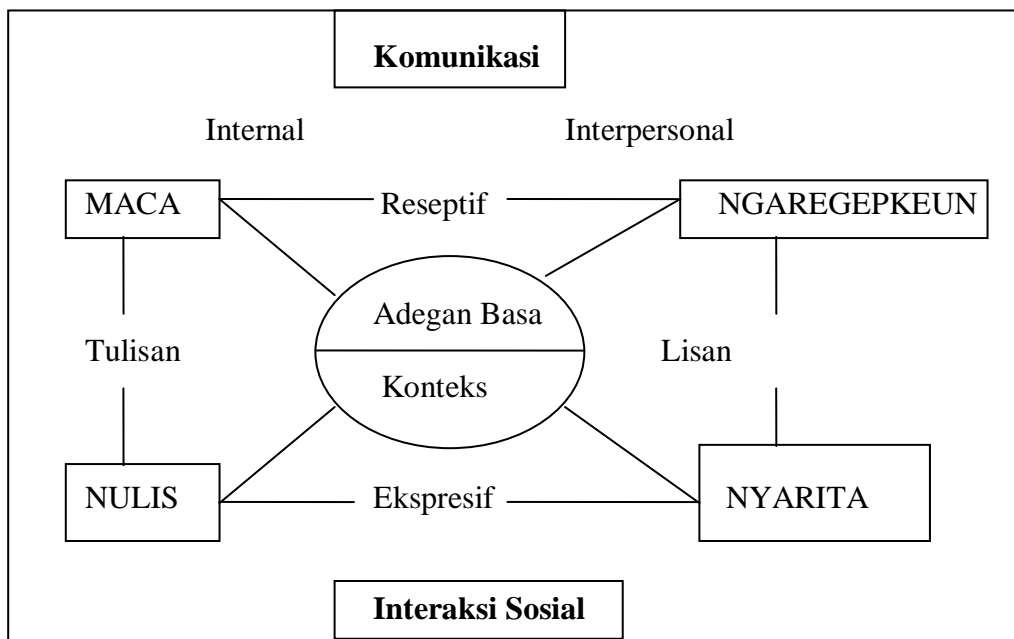 Komunikasi
Internal Interpersonal
MACA Reseptif NGAREGEPKEUN
Adegan Basa
Tulisan Lisan
Konteks
NULIS Ekspresif NYARITA
Interaksi Sosial